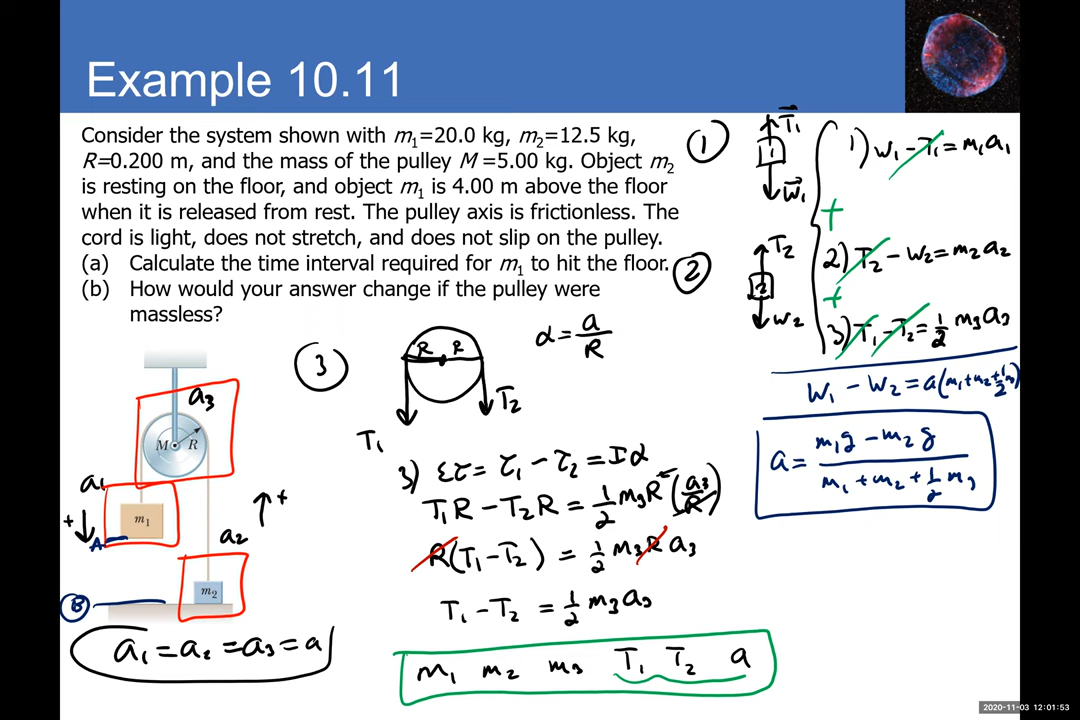 Example 10.11
Consider the system shown with m₁=20.0 kg, m₂=12.5 kg,
R=0.200 m, and the mass of the pulley M =5.00 kg. Object m₂
is resting on the floor, and object m₁ is 4.00 m above the floor
when it is released from rest. The pulley axis is frictionless. The
cord is light, does not stretch, and does not slip on the pulley.
(a) Calculate the time interval required for m₁ to hit the floor.
(b) How would your answer change if the pulley were
massless?
①
T₁
1
W₁
1) W₁ - T₁ = m₁a₁
+
②
T₂
2
W₂
2) T₂ - W₂ = m₂a₂
+
3) T₁ - T₂ = 1/2 m₃a₃
W₁ - W₂ = a(m₁+m₂+1/2 m₃)
a = (m₁g - m₂g) / (m₁ + m₂ + 1/2 m₃)
③
R R
α = a/R
T₁
T₂
3) Στ = τ₁ - τ₂ = Iα
T₁R - T₂R = 1/2 m₃R² (a₃/R)
R(T₁-T₂) = 1/2 m₃R a₃
T₁ - T₂ = 1/2 m₃a₃
m₁ m₂ m₃ T₁ T₂ a
a₃
M R
a₁
+
m₁
A
a₂
+
m₂
B
a₁ = a₂ = a₃ = a
2020-11-03 12:01:53